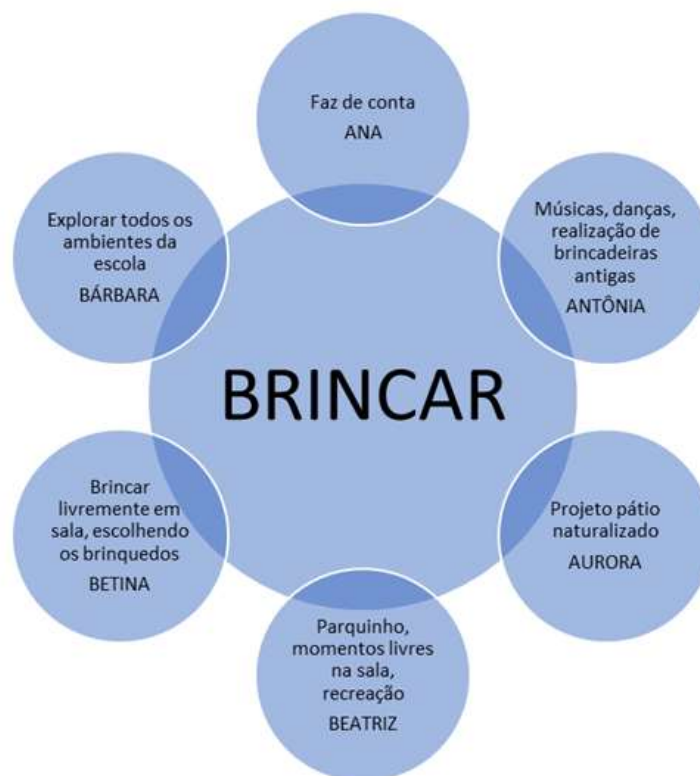 Faz de conta
ANA
Músicas, danças,
realização de
brincadeiras
antigas
ANTÔNIA
Projeto pátio
naturalizado
AURORA
Parquinho,
momentos livres
na sala,
recreação
BEATRIZ
Brincar
livremente em
sala, escolhendo
os brinquedos
BETINA
Explorar todos os
ambientes da
escola
BÁRBARA
BRINCAR